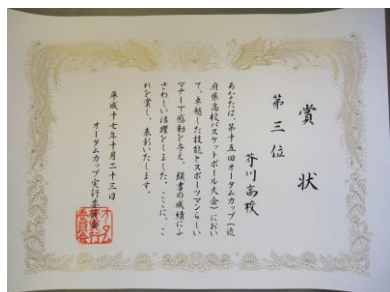 賞状
第三位
芥川高校
あなたは、第十五回オータムカップ（近
府県高校バスケットボール大会）におい
て、卓越した技能とスポーツマンらしい
マナーで感動を与え、頭書の成績にふ
さわしい活躍をしました。ここに、こ
れを賞し、表彰いたします。
平成十七年十月二十三日
オータムカップ実行委員会